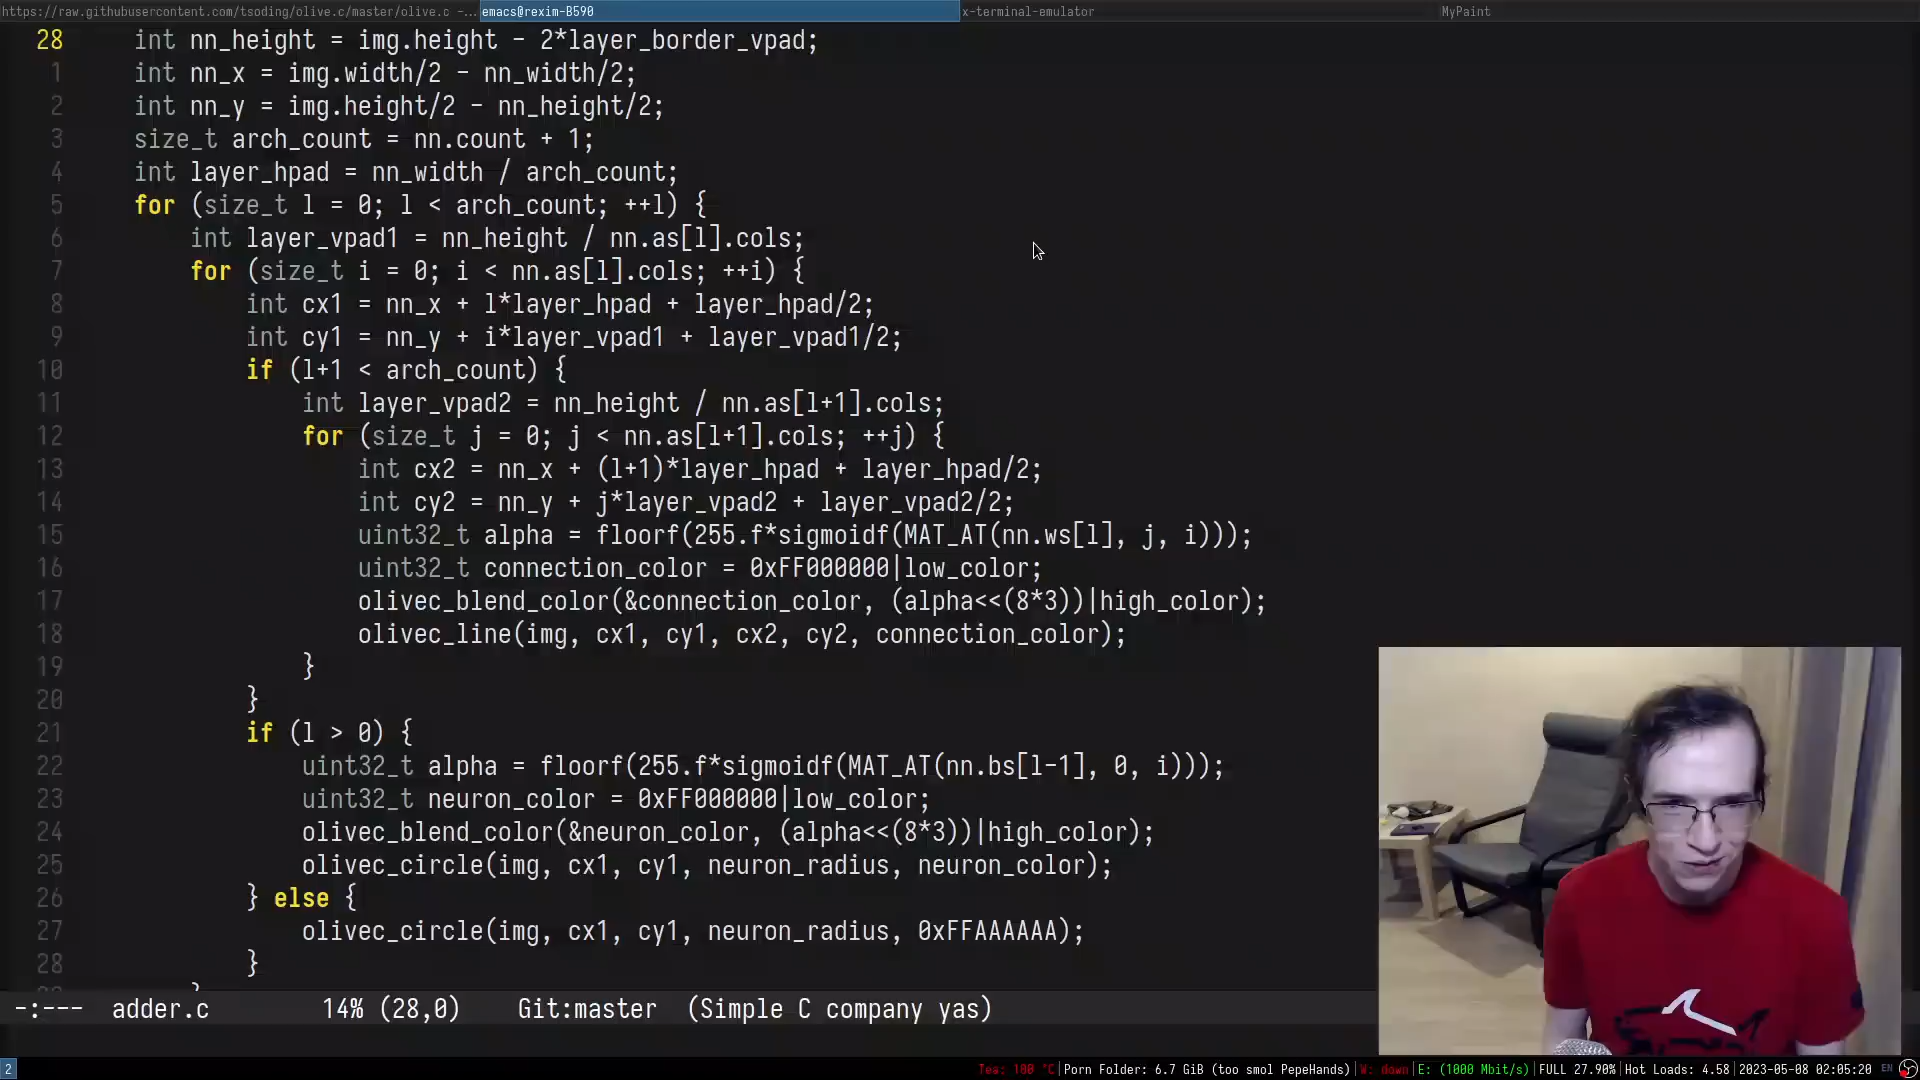 https://raw.githubusercontent.com/tsoding/olive.c/master/olive.c -... emacs@rexim-B590 x-terminal-emulator MyPaint
28 int nn_height = img.height - 2*layer_border_vpad;
1 int nn_x = img.width/2 - nn_width/2;
2 int nn_y = img.height/2 - nn_height/2;
3 size_t arch_count = nn.count + 1;
4 int layer_hpad = nn_width / arch_count;
5 for (size_t l = 0; l < arch_count; ++l) {
6 int layer_vpad1 = nn_height / nn.as[l].cols;
7 for (size_t i = 0; i < nn.as[l].cols; ++i) {
8 int cx1 = nn_x + l*layer_hpad + layer_hpad/2;
9 int cy1 = nn_y + i*layer_vpad1 + layer_vpad1/2;
10 if (l+1 < arch_count) {
11 int layer_vpad2 = nn_height / nn.as[l+1].cols;
12 for (size_t j = 0; j < nn.as[l+1].cols; ++j) {
13 int cx2 = nn_x + (l+1)*layer_hpad + layer_hpad/2;
14 int cy2 = nn_y + j*layer_vpad2 + layer_vpad2/2;
15 uint32_t alpha = floorf(255.f*sigmoidf(MAT_AT(nn.ws[l], j, i)));
16 uint32_t connection_color = 0xFF000000|low_color;
17 olivec_blend_color(&connection_color, (alpha<<(8*3))|high_color);
18 olivec_line(img, cx1, cy1, cx2, cy2, connection_color);
19 }
20 }
21 if (l > 0) {
22 uint32_t alpha = floorf(255.f*sigmoidf(MAT_AT(nn.bs[l-1], 0, i)));
23 uint32_t neuron_color = 0xFF000000|low_color;
24 olivec_blend_color(&neuron_color, (alpha<<(8*3))|high_color);
25 olivec_circle(img, cx1, cy1, neuron_radius, neuron_color);
26 } else {
27 olivec_circle(img, cx1, cy1, neuron_radius, 0xFFAAAAAA);
28 }
-:--- adder.c 14% (28,0) Git:master (Simple C company yas)
2 Tea: 100 °C|Porn Folder: 6.7 GiB (too smol PepeHands)|W: down|E: (1000 Mbit/s)|FULL 27.90%|Hot Loads: 4.58|2023-05-08 02:05:20 EN